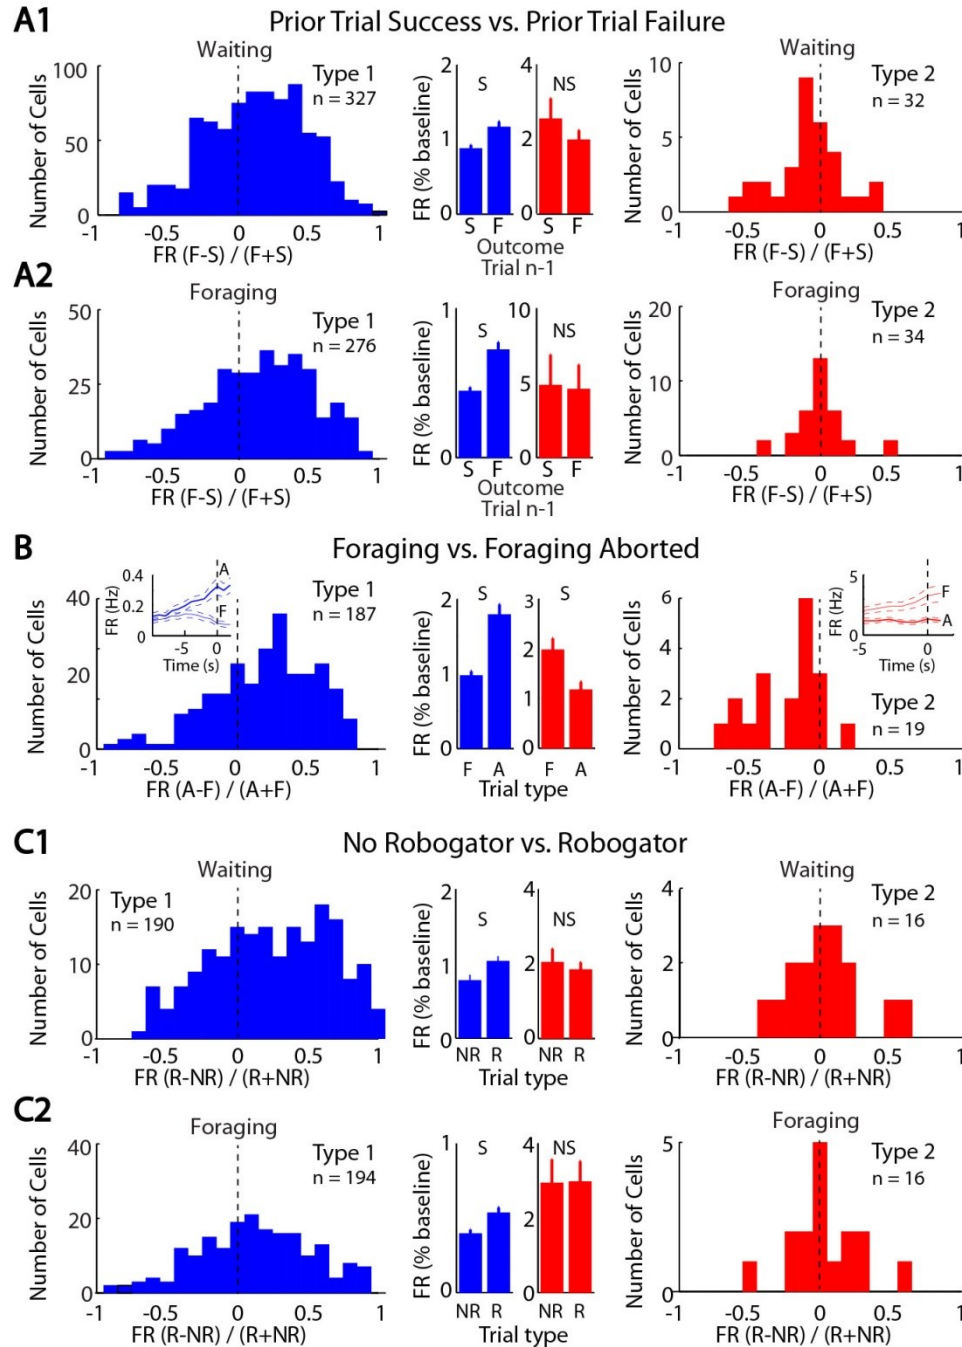 A1
Prior Trial Success vs. Prior Trial Failure
Waiting
Number of Cells
100
50
0
Type 1
n = 327
-1 -0.5 0 0.5 1
FR (F-S) / (F+S)
FR (% baseline)
2
1
0
S
S F
4
2
0
NS
S F
Outcome
Trial n-1
Waiting
Number of Cells
10
5
0
Type 2
n = 32
-1 -0.5 0 0.5 1
FR (F-S) / (F+S)
A2
Foraging
Number of Cells
50
25
0
Type 1
n = 276
-1 -0.5 0 0.5 1
FR (F-S) / (F+S)
FR (% baseline)
1
0
S
S F
10
5
0
NS
S F
Outcome
Trial n-1
Foraging
Number of Cells
20
10
0
Type 2
n = 34
-1 -0.5 0 0.5 1
FR (F-S) / (F+S)
B
Foraging vs. Foraging Aborted
Number of Cells
40
20
0
FR (Hz)
0.4
0.2
0
A
F
-5 0
Time (s)
Type 1
n = 187
-1 -0.5 0 0.5 1
FR (A-F) / (A+F)
FR (% baseline)
2
1
0
S
F A
3
2
1
0
S
F A
Trial type
Number of Cells
6
4
2
0
FR (Hz)
5
0
F
A
-5 0
Time (s)
Type 2
n = 19
-1 -0.5 0 0.5 1
FR (A-F) / (A+F)
C1
No Robogator vs. Robogator
Waiting
Number of Cells
20
10
0
Type 1
n = 190
-1 -0.5 0 0.5 1
FR (R-NR) / (R+NR)
FR (% baseline)
2
1
0
S
NR R
4
2
0
NS
NR R
Trial type
Waiting
Number of Cells
4
2
0
Type 2
n = 16
-1 -0.5 0 0.5 1
FR (R-NR) / (R+NR)
C2
Foraging
Number of Cells
40
20
0
Type 1
n = 194
-1 -0.5 0 0.5 1
FR (R-NR) / (R+NR)
FR (% baseline)
1
0
S
NR R
4
2
0
NS
NR R
Trial type
Foraging
Number of Cells
5
0
Type 2
n = 16
-1 -0.5 0 0.5 1
FR (R-NR) / (R+NR)